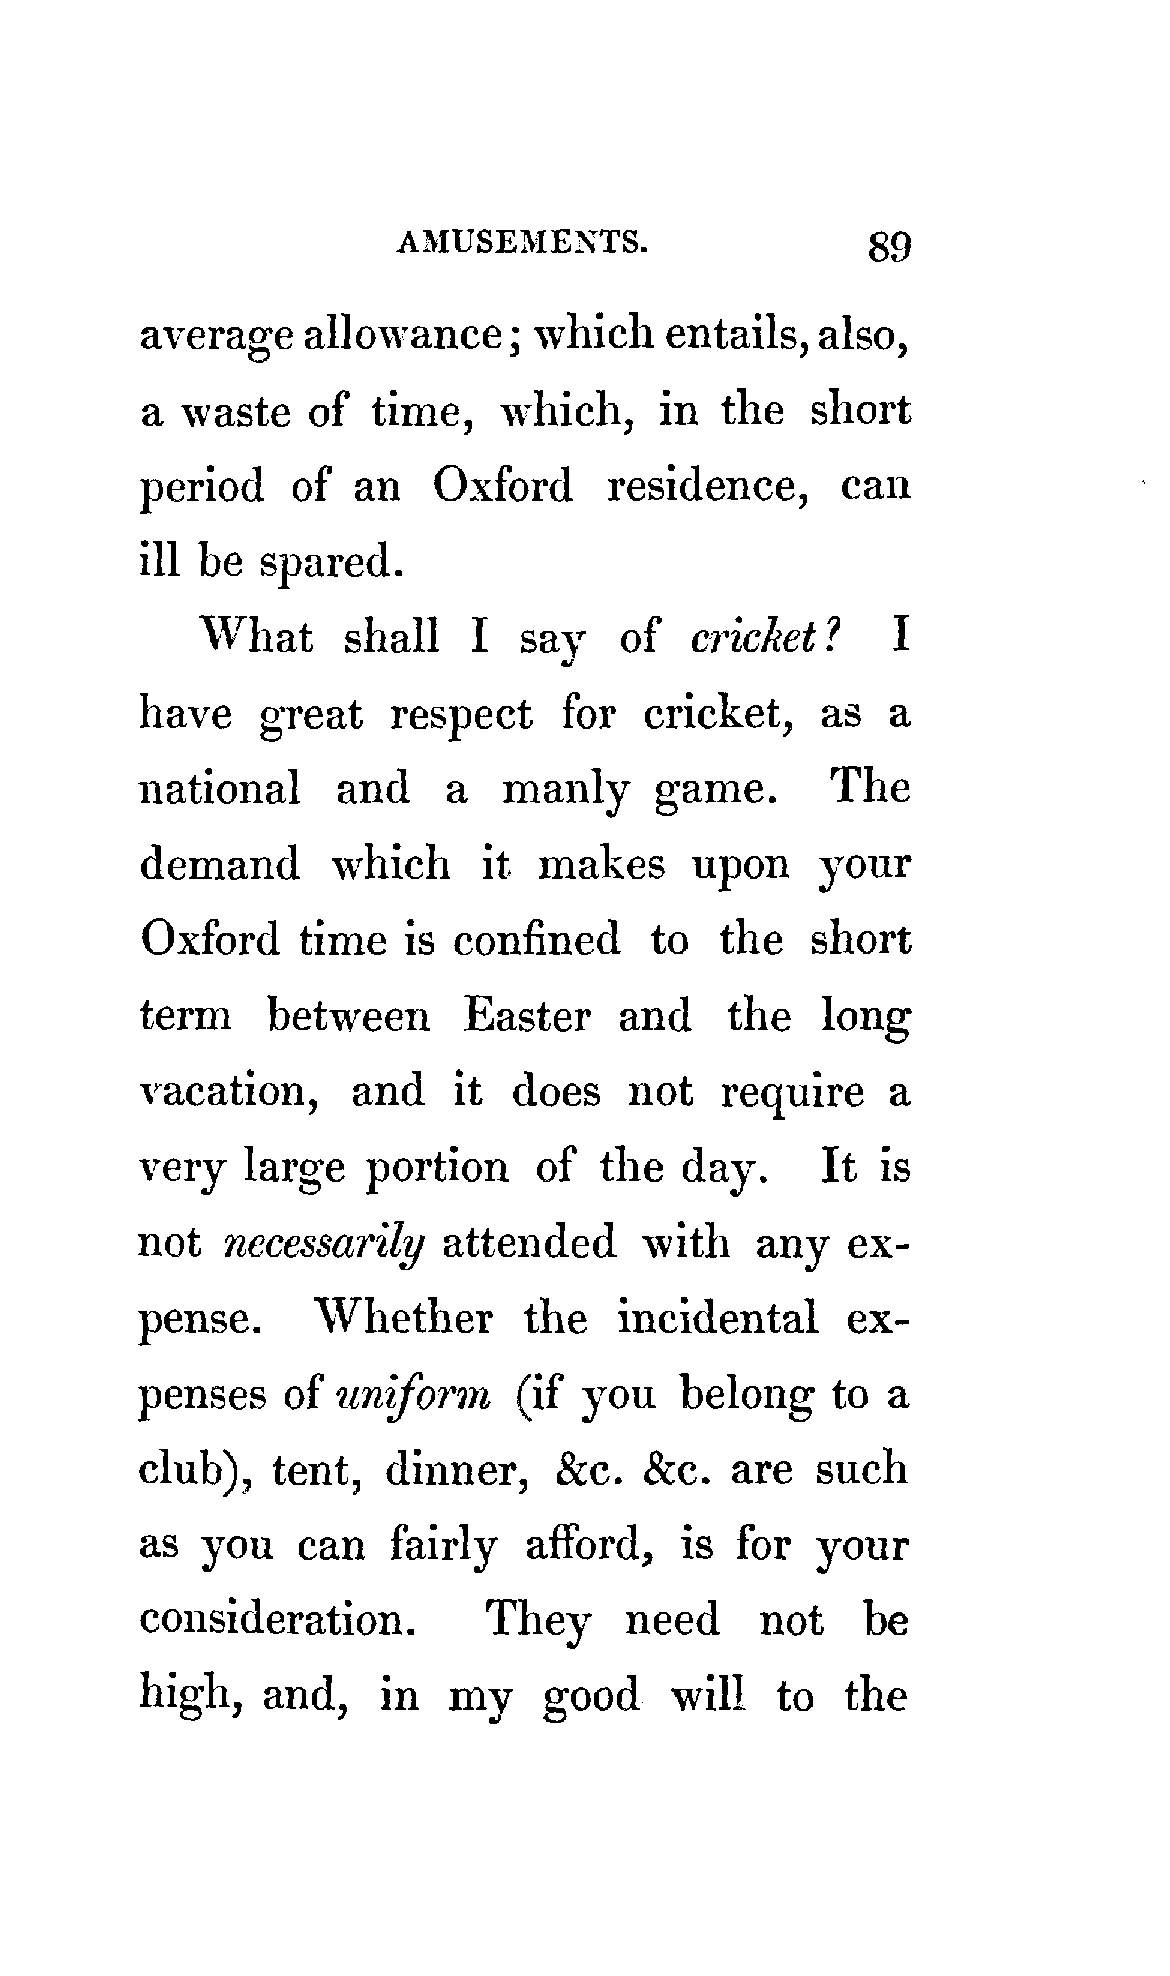 AMUSEMENTS. 89
average allowance; which entails, also,
a waste of time, which, in the short
period of an Oxford residence, can
ill be spared.
What shall I say of cricket? I
have great respect for cricket, as a
national and a manly game. The
demand which it makes upon your
Oxford time is confined to the short
term between Easter and the long
vacation, and it does not require a
very large portion of the day. It is
not necessarily attended with any ex-
pense. Whether the incidental ex-
penses of uniform (if you belong to a
club), tent, dinner, &c. &c. are such
as you can fairly afford, is for your
consideration. They need not be
high, and, in my good will to the